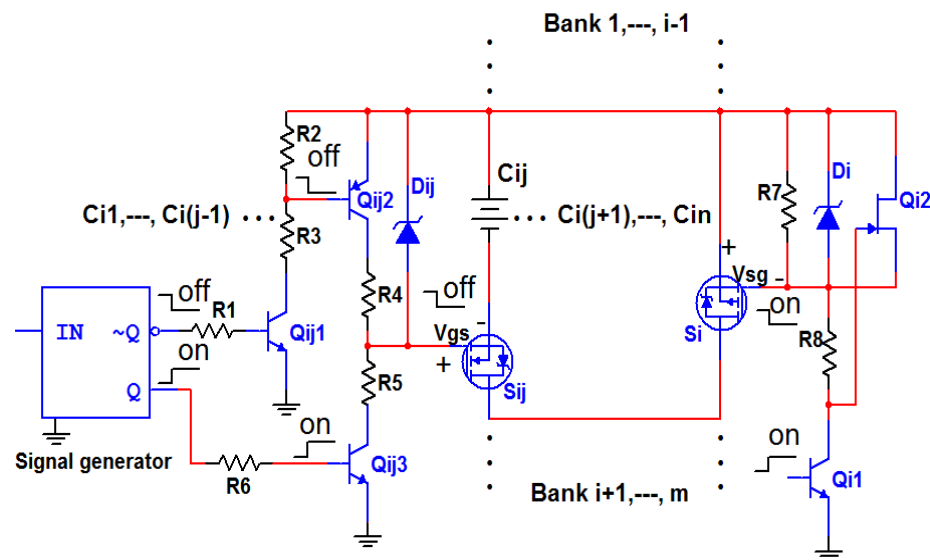 Bank 1,---, i-1
R2
off
Dij
Cij
Di
Qi2
Qij2
R7
Ci1,---, Ci(j-1)
Ci(j+1),---, Cin
R3
+
Vsg -
off
R1
R4
off
on
IN
~Q
Qij1
Vgs
-
Si
R8
on
+
Q
R5
Sij
on
on
Signal generator
R6
Qij3
Qi1
Bank i+1,---, m